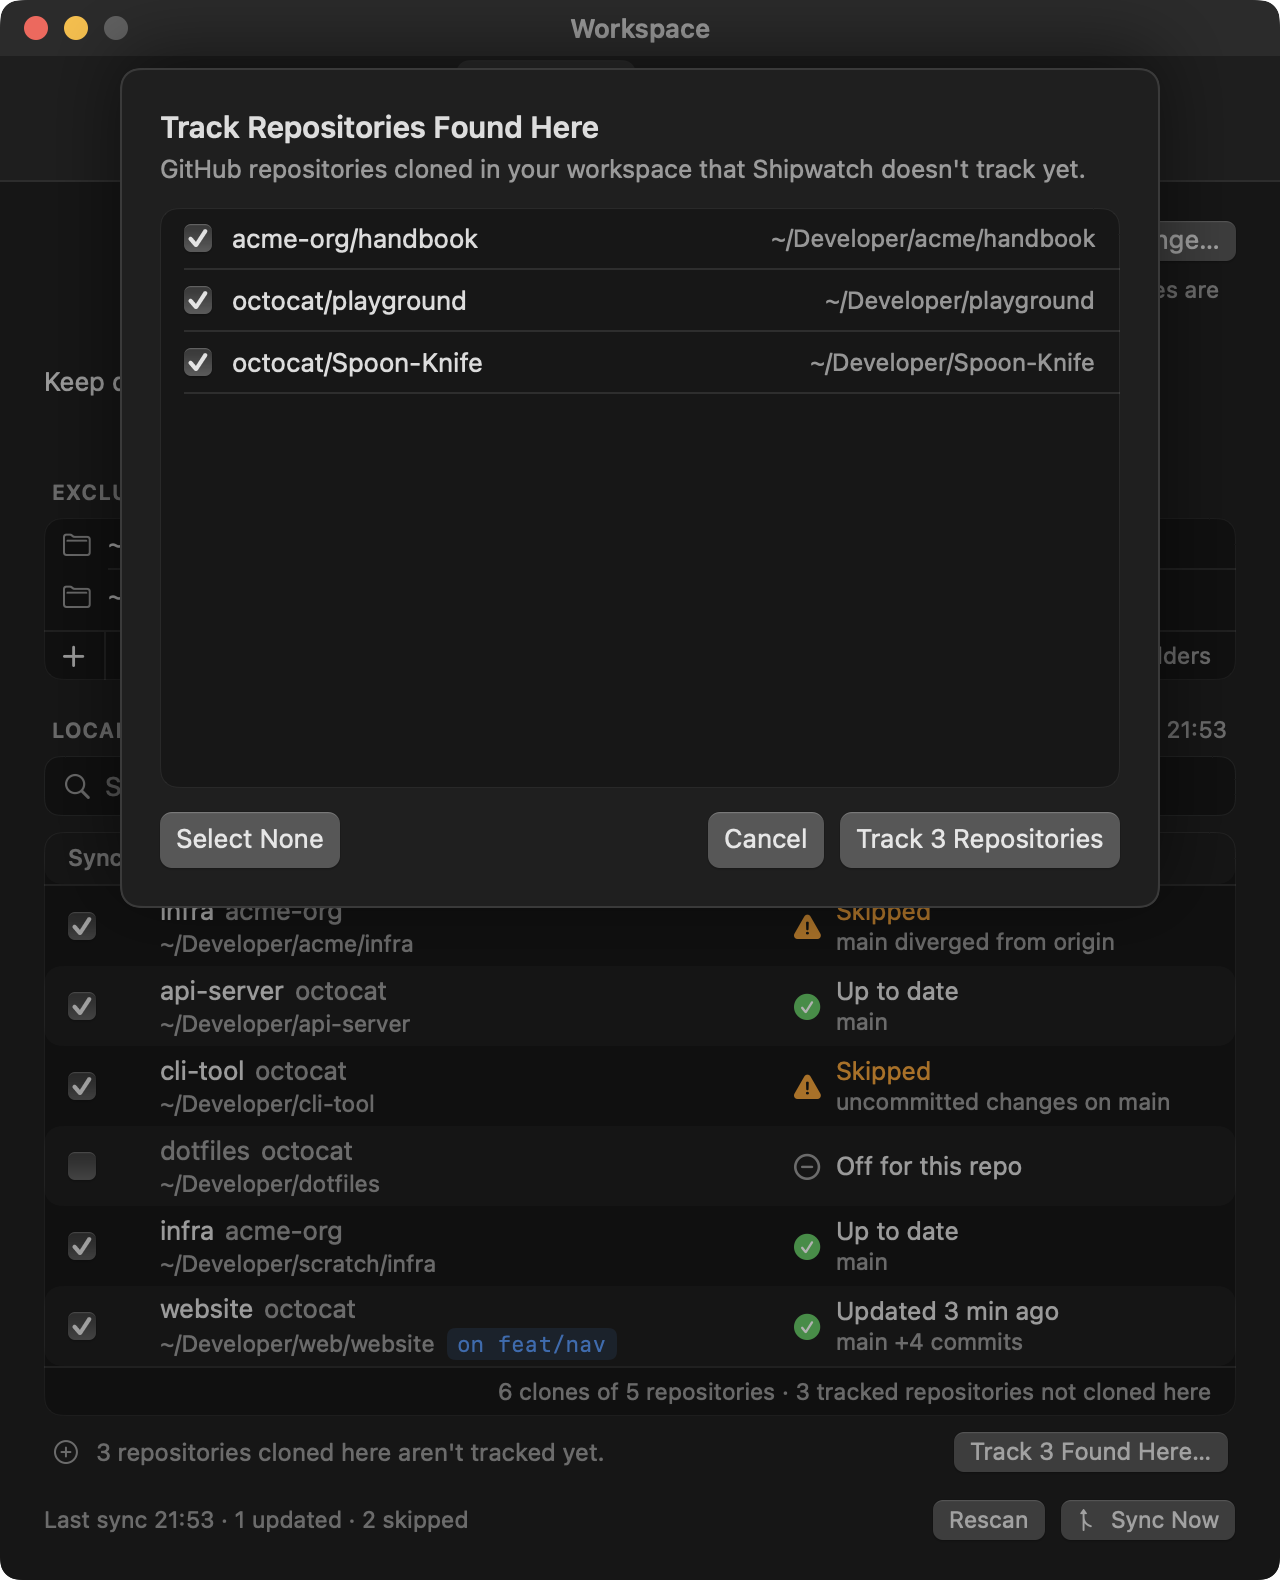 Workspace
Track Repositories Found Here
GitHub repositories cloned in your workspace that Shipwatch doesn't track yet.
acme-org/handbook ~/Developer/acme/handbook
octocat/playground ~/Developer/playground
octocat/Spoon-Knife ~/Developer/Spoon-Knife
Select None Cancel Track 3 Repositories
are
Keep
21:53
Sync
infra acme-org Skipped
~/Developer/acme/infra main diverged from origin
api-server octocat Up to date
~/Developer/api-server main
cli-tool octocat Skipped
~/Developer/cli-tool uncommitted changes on main
dotfiles octocat Off for this repo
~/Developer/dotfiles
infra acme-org Up to date
~/Developer/scratch/infra main
website octocat Updated 3 min ago
~/Developer/web/website on feat/nav main +4 commits
6 clones of 5 repositories · 3 tracked repositories not cloned here
3 repositories cloned here aren't tracked yet. Track 3 Found Here...
Last sync 21:53 · 1 updated · 2 skipped Rescan Sync Now